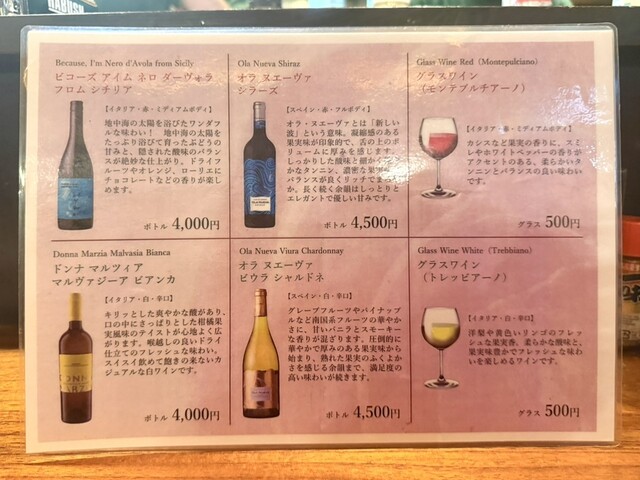 Because, I'm Nero d'Avola from Sicily
ビコーズ アイム ネロ ダーヴォラ
フロム シチリア
【イタリア・赤・ミディアムボディ】
地中海の太陽を浴びたワンダフ
ルな味わい! 地中海の太陽を
たっぷり浴びて育ったぶどうの
甘みと、隠された酸味のバラン
スが絶妙な仕上がり。ドライフ
ルーツやオレンジ、ローリエに
チョコレートなどの香りが楽し
めます。
ボトル 4,000円
Ola Nueva Shiraz
オラ ヌエーヴァ
シラーズ
【スペイン・赤・フルボディ】
オラ・ヌエーヴァとは「新しい
波」という意味。凝縮感のある
果実味が印象的で、舌の上のボ
リュームに厚みを感じます。
しっかりした酸味と細かくて豊
かなタンニン、濃密な果実味の
バランスが良くリッチです
が、長く続く余韻はしっとりと
エレガントで優しい甘みです。
ボトル 4,500円
Glass Wine Red（Montepulciano）
グラスワイン
（モンテプルチアーノ）
【イタリア・赤・ミディアムボディ】
カシスなど果実の香りに、スミ
レやホワイトペッパーの香りが
アクセントのある、柔らかいタ
ンニンとバランスの良い味わい
です。
グラス 500円
Donna Marzia Malvasia Bianca
ドンナ マルツィア
マルヴァジーア ビアンカ
【イタリア・白・辛口】
キリッとした爽やかな酸があり、
口の中にさっぱりとした柑橘果
実風味のテイストが心地よく広
がります。喉越しの良いドライ
仕立てのフレッシュな味わい。
スイスイ飲めて飽きの来ないカ
ジュアルな白ワインです。
ボトル 4,000円
Ola Nueva Viura Chardonnay
オラ ヌエーヴァ
ビウラ シャルドネ
【スペイン・白・辛口】
グレープフルーツやパイナップ
ルなど南国系フルーツの華やか
さに、甘いバニラとスモーキー
な香りが混ざります。圧倒的に
華やかで厚みのある果実味から
始まり、熟れた果実のふくよか
さを感じる余韻まで、満足度の
高い味わいが続きます。
ボトル 4,500円
Glass Wine White（Trebbiano）
グラスワイン
（トレッビアーノ）
【イタリア・白・辛口】
洋梨や黄色いリンゴのフレッシ
ュな果実香、柔らかな酸味と、
果実味豊かでフレッシュな味わ
いを楽しめるワインです。
グラス 500円